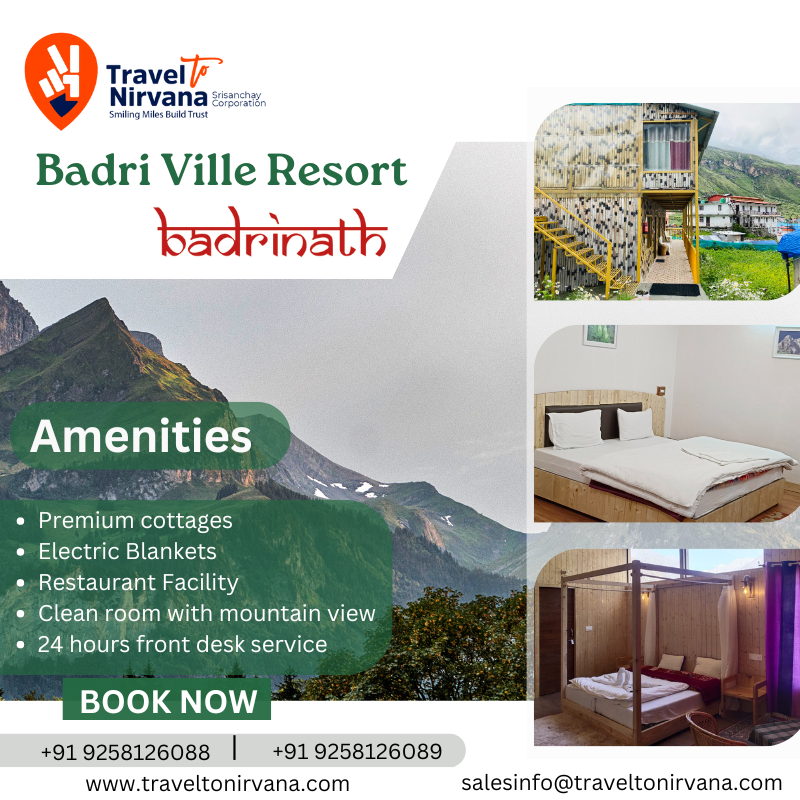 Travel to
Nirvana
Srisanchay
Corporation
Smiling Miles Build Trust
Badri Ville Resort
badrinath
Amenities
• Premium cottages
• Electric Blankets
• Restaurant Facility
• Clean room with mountain view
• 24 hours front desk service
BOOK NOW
+91 9258126088 | +91 9258126089
www.traveltonirvana.com
salesinfo@traveltonirvana.com